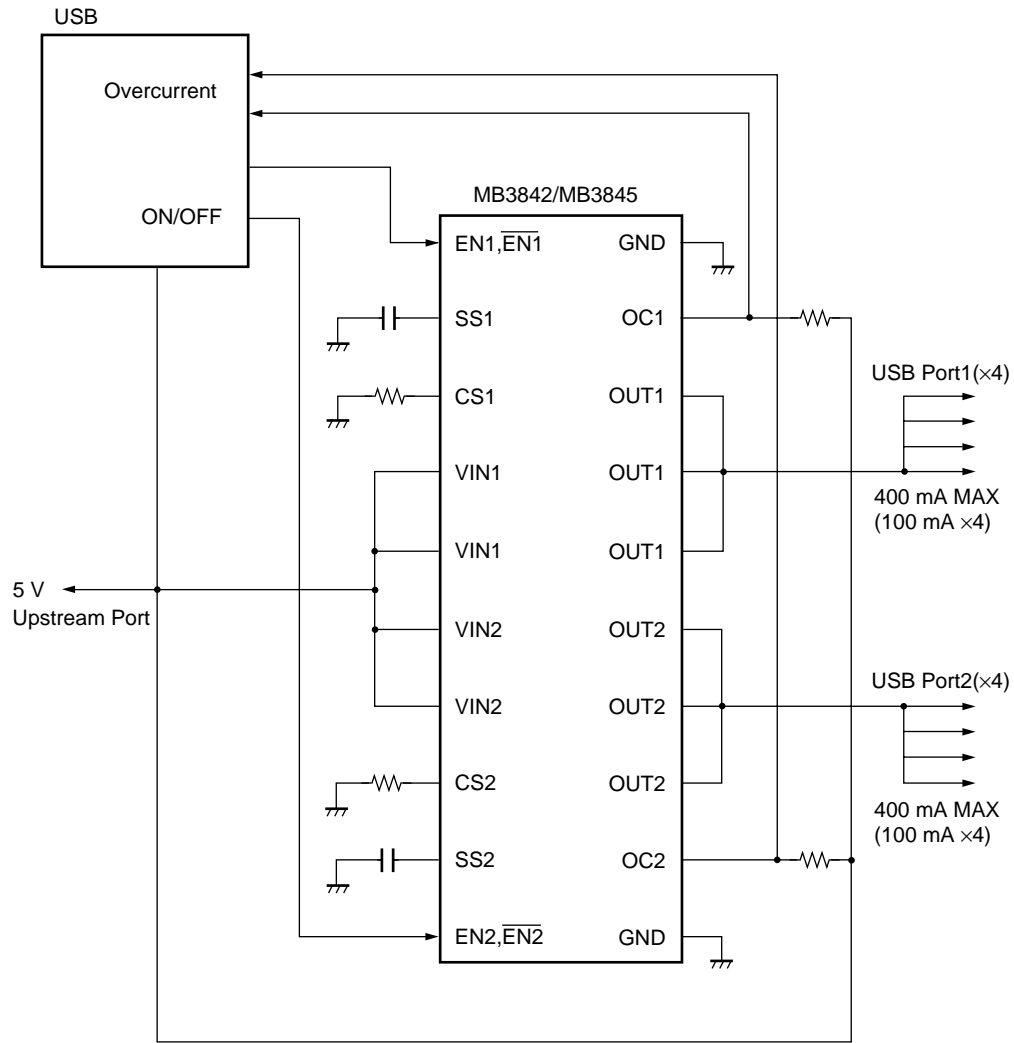 USB
Overcurrent
ON/OFF
MB3842/MB3845
EN1,E̅N̅1̅
GND
SS1
OC1
CS1
OUT1
VIN1
OUT1
VIN1
OUT1
VIN2
OUT2
VIN2
OUT2
CS2
OUT2
SS2
OC2
EN2,E̅N̅2̅
GND
5 V
Upstream Port
USB Port1(×4)
400 mA MAX
(100 mA ×4)
USB Port2(×4)
400 mA MAX
(100 mA ×4)